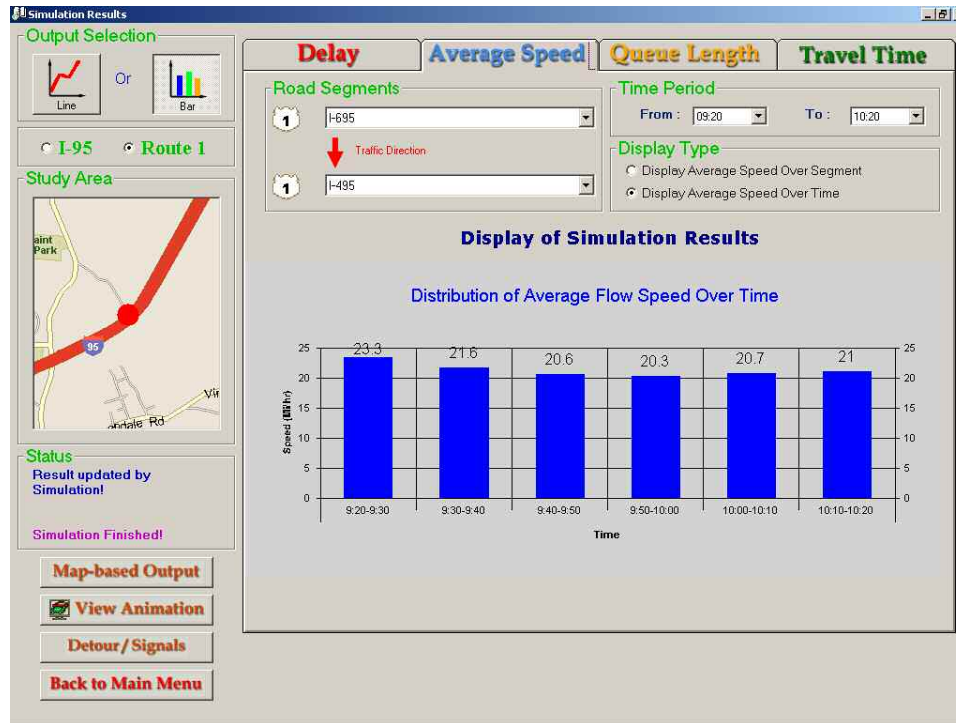 Simulation Results
Output Selection
Line
Or
Bar
I-95
Route 1
Study Area
aint
Park
95
Vir
ondale Rd
Status
Result updated by
Simulation!
Simulation Finished!
Map-based Output
View Animation
Detour / Signals
Back to Main Menu
Delay
Average Speed
Queue Length
Travel Time
Road Segments
1
I-695
Traffic Direction
1
I-495
Time Period
From :
09:20
To :
10:20
Display Type
Display Average Speed Over Segment
Display Average Speed Over Time
Display of Simulation Results
Distribution of Average Flow Speed Over Time
Speed (Mi/hr)
25
20
15
10
5
0
23.3
21.6
20.6
20.3
20.7
21
25
20
15
10
5
0
9:20-9:30
9:30-9:40
9:40-9:50
9:50-10:00
10:00-10:10
10:10-10:20
Time